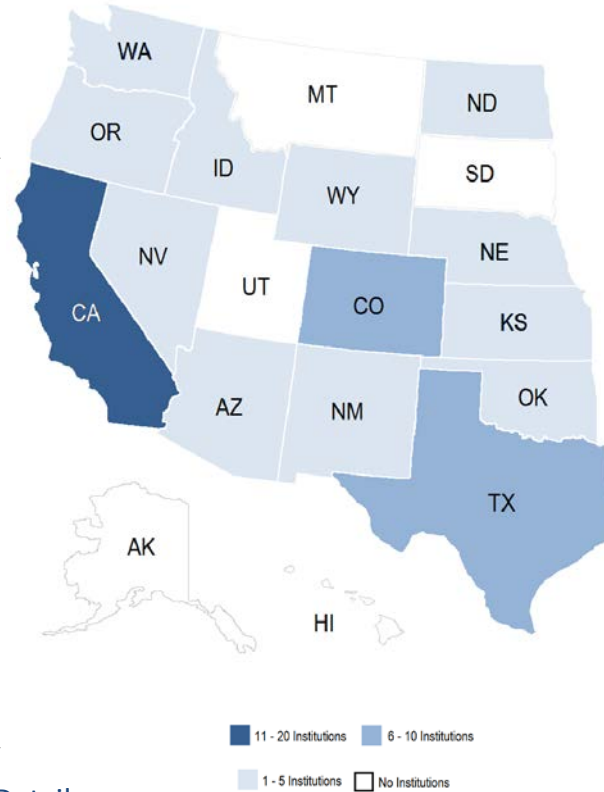 WA
MT
ND
OR
ID
SD
WY
NE
NV
UT
CO
CA
KS
AZ
NM
OK
TX
AK
HI
11 - 20 Institutions 6 - 10 Institutions
1 - 5 Institutions No Institutions